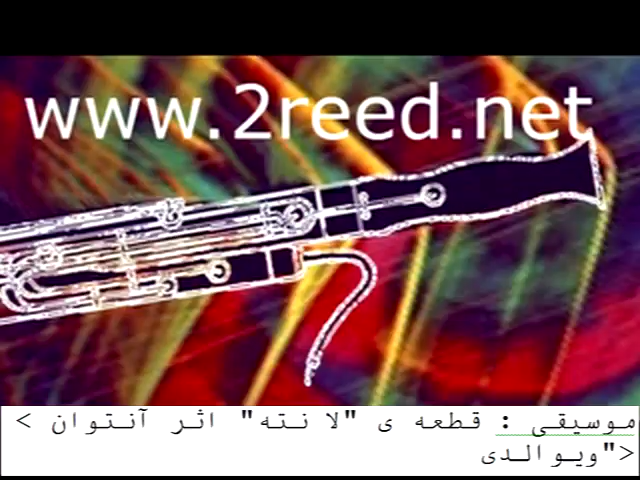 www.2reed.net
موسیقی : قطعه ی "لا نته" اثر آنتوان >
ویوالدی">